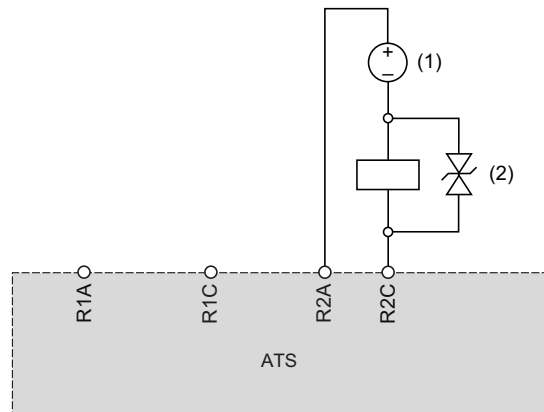 +
(1)
–
(2)
R1A
R1C
R2A
R2C
ATS